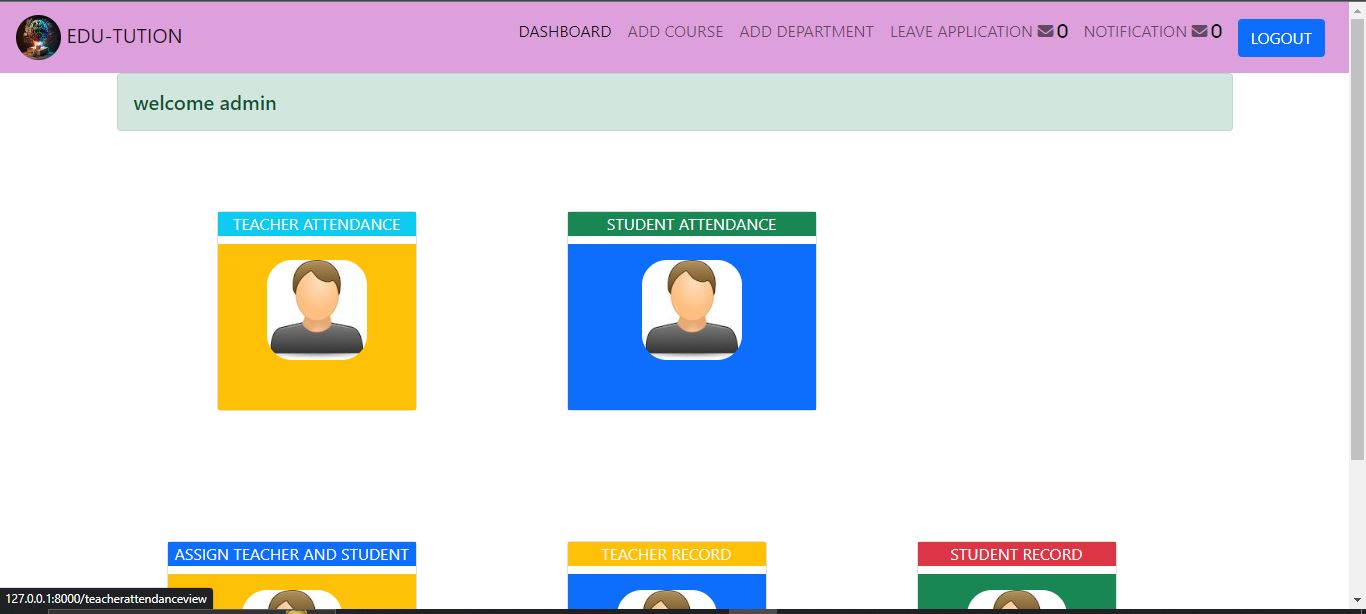 EDU-TUTION
DASHBOARD ADD COURSE ADD DEPARTMENT LEAVE APPLICATION 0 NOTIFICATION 0 LOGOUT
welcome admin
TEACHER ATTENDANCE
STUDENT ATTENDANCE
ASSIGN TEACHER AND STUDENT
TEACHER RECORD
STUDENT RECORD
127.0.0.1:8000/teacherattendanceview